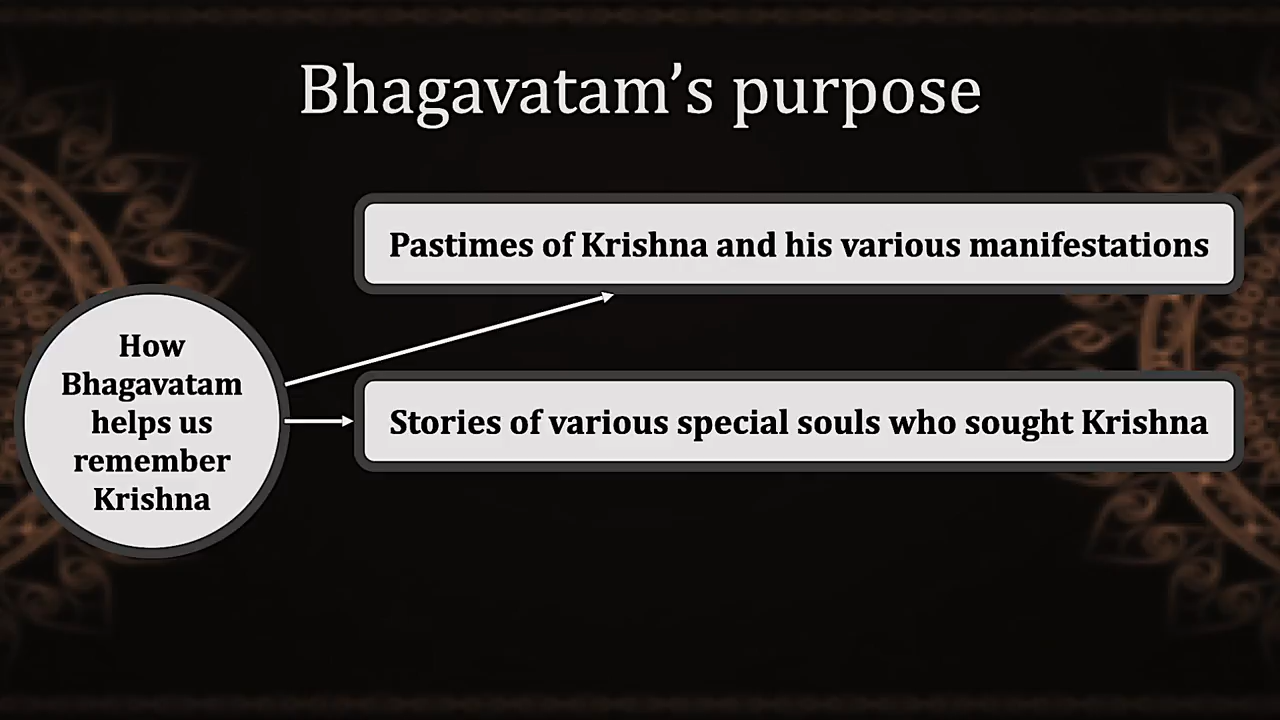 Bhagavatam’s purpose
Pastimes of Krishna and his various manifestations
How
Bhagavatam
helps us
remember
Krishna
Stories of various special souls who sought Krishna